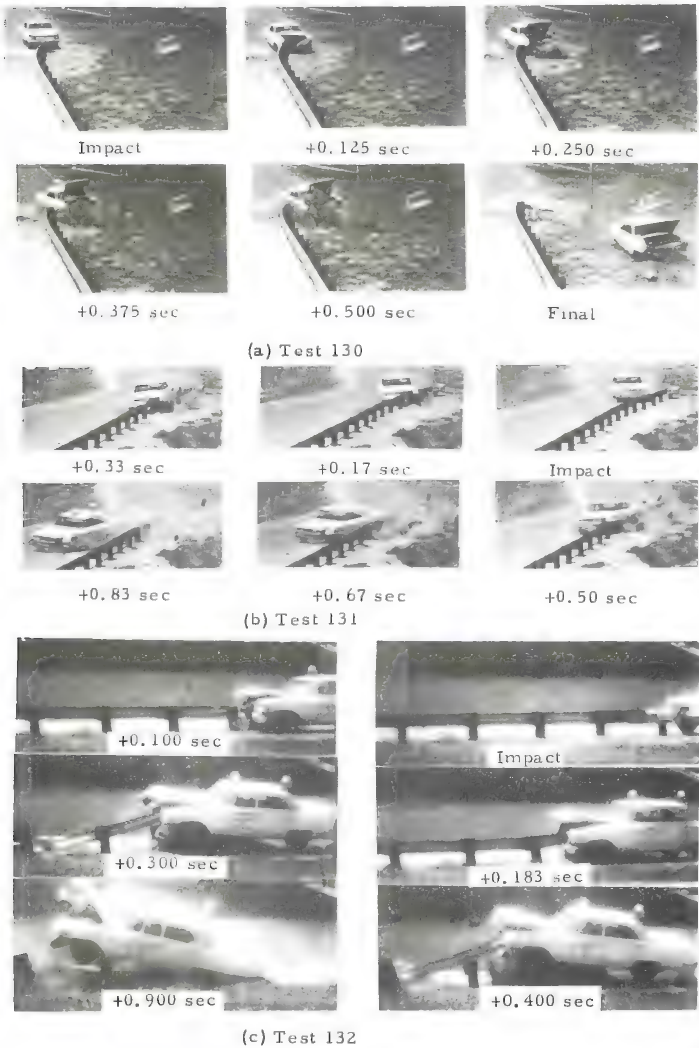 Impact +0.125 sec +0.250 sec
+0.375 sec +0.500 sec Final
(a) Test 130
+0.33 sec +0.17 sec Impact
+0.83 sec +0.67 sec +0.50 sec
(b) Test 131
+0.100 sec Impact
+0.300 sec +0.183 sec
+0.900 sec +0.400 sec
(c) Test 132